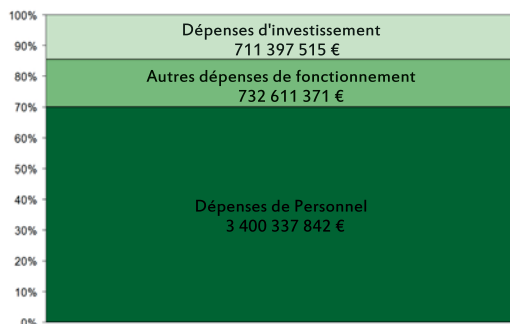 100%
Dépenses d'investissement
90%
711 397 515 €
80%
Autres dépenses de fonctionnement
732 611 371 €
70%
60%
50%
40%
Dépenses de Personnel
3 400 337 842 €
30%
20%
10%
0%